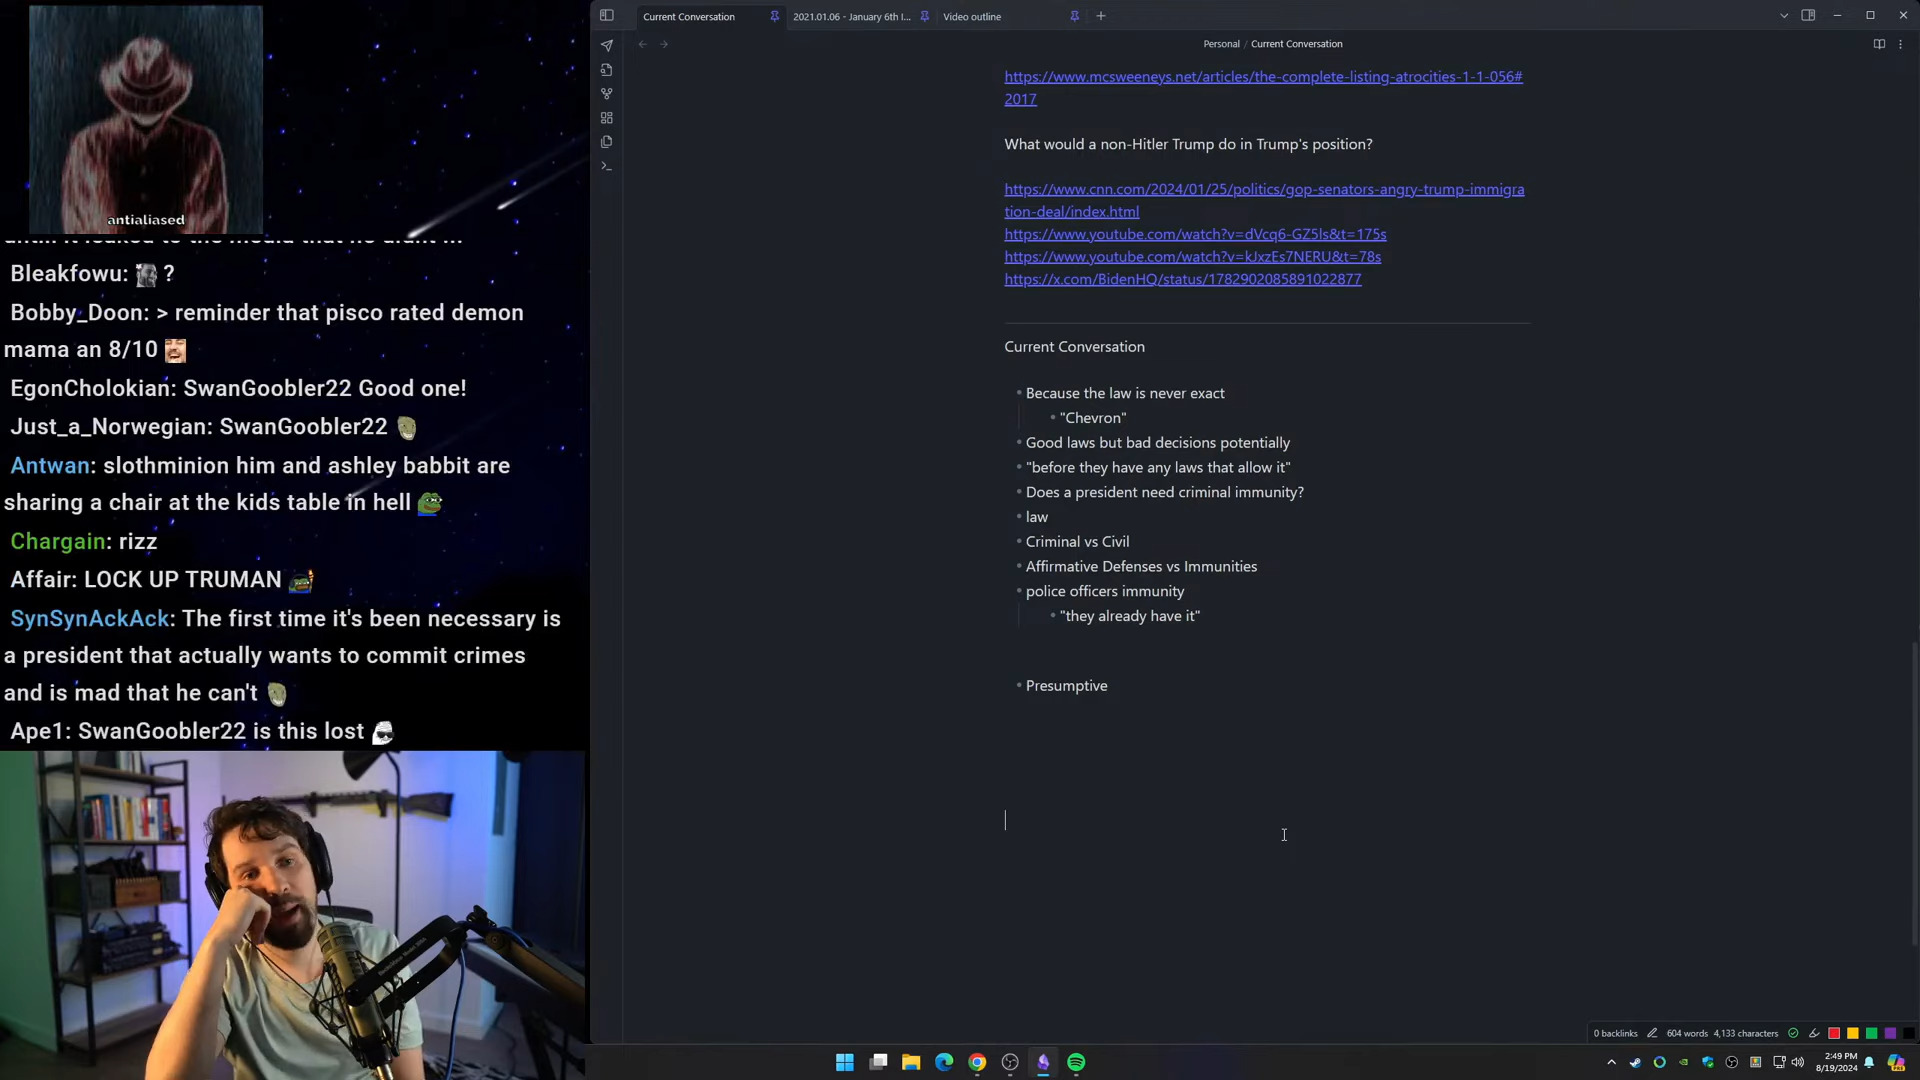 antialiased
Bleakfowu: ?
Bobby_Doon: > reminder that pisco rated demon
mama an 8/10
EgonCholokian: SwanGoobler22 Good one!
Just_a_Norwegian: SwanGoobler22
Antwan: slothminion him and ashley babbit are
sharing a chair at the kids table in hell
Chargain: rizz
Affair: LOCK UP TRUMAN
SynSynAckAck: The first time it's been necessary is
a president that actually wants to commit crimes
and is mad that he can't
Ape1: SwanGoobler22 is this lost
Current Conversation
2021.01.06 - January 6th I...
Video outline
Personal / Current Conversation
https://www.mcsweeneys.net/articles/the-complete-listing-atrocities-1-1-056#
2017
What would a non-Hitler Trump do in Trump's position?
https://www.cnn.com/2024/01/25/politics/gop-senators-angry-trump-immigra
tion-deal/index.html
https://www.youtube.com/watch?v=dVcq6-GZ5ls&t=175s
https://www.youtube.com/watch?v=kJxzEs7NERU&t=78s
https://x.com/BidenHQ/status/1782902085891022877
Current Conversation
Because the law is never exact
"Chevron"
Good laws but bad decisions potentially
"before they have any laws that allow it"
Does a president need criminal immunity?
law
Criminal vs Civil
Affirmative Defenses vs Immunities
police officers immunity
"they already have it"
Presumptive
0 backlinks 604 words 4,133 characters
2:49 PM
8/19/2024